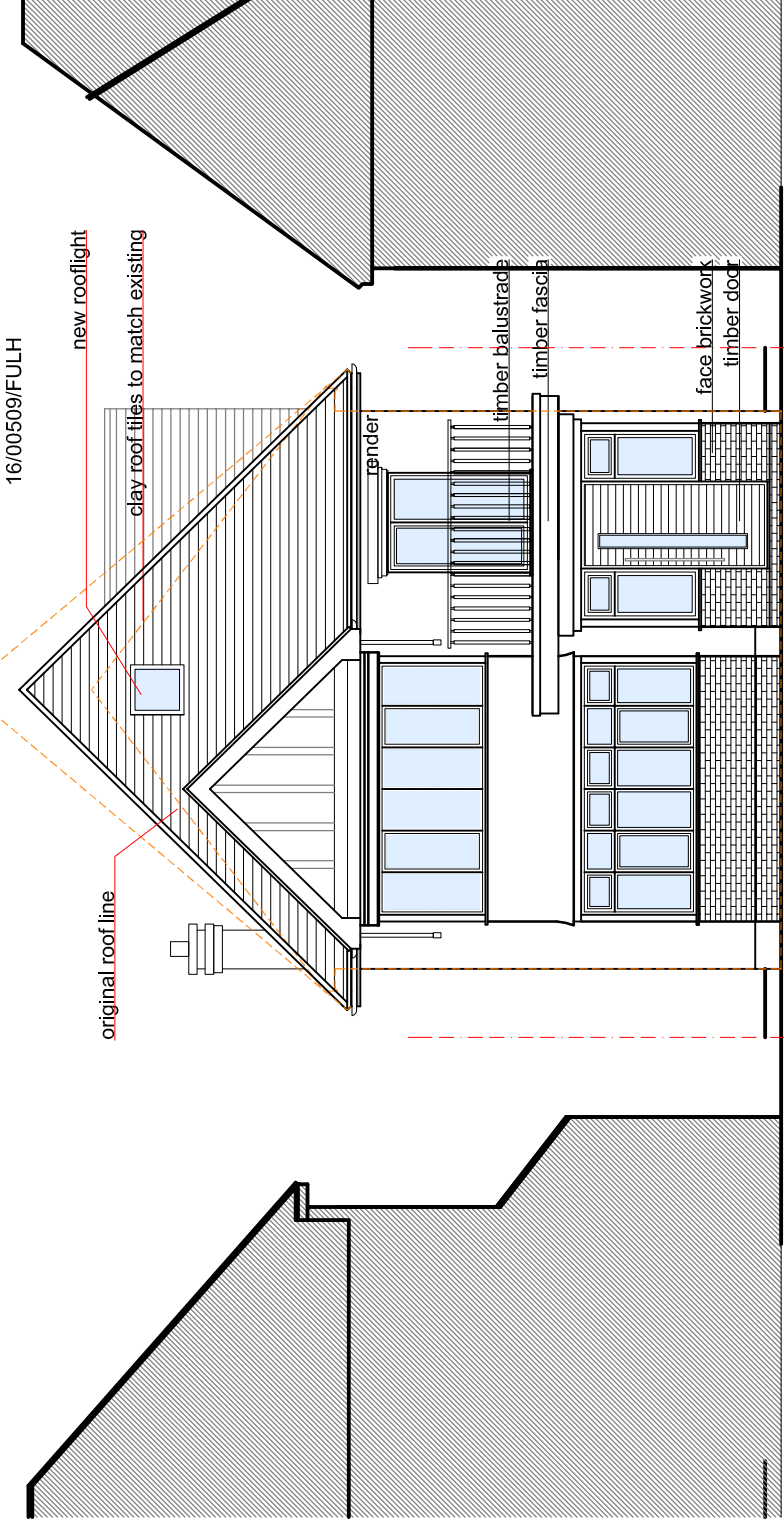 16/00509/FULH
new rooflight
clay roof tiles to match existing
original roof line
render
timber balustrade
timber fascia
face brickwork
timber door